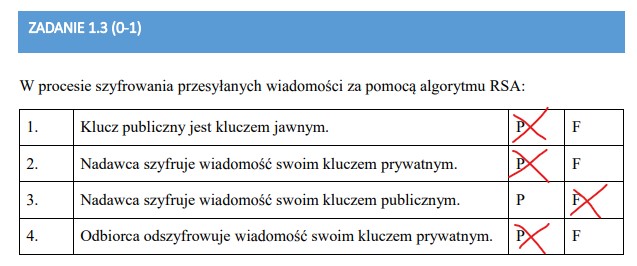 ZADANIE 1.3 (0-1)
W procesie szyfrowania przesyłanych wiadomości za pomocą algorytmu RSA:
1. Klucz publiczny jest kluczem jawnym. P F
2. Nadawca szyfruje wiadomość swoim kluczem prywatnym. P F
3. Nadawca szyfruje wiadomość swoim kluczem publicznym. P F
4. Odbiorca odszyfrowuje wiadomość swoim kluczem prywatnym. P F